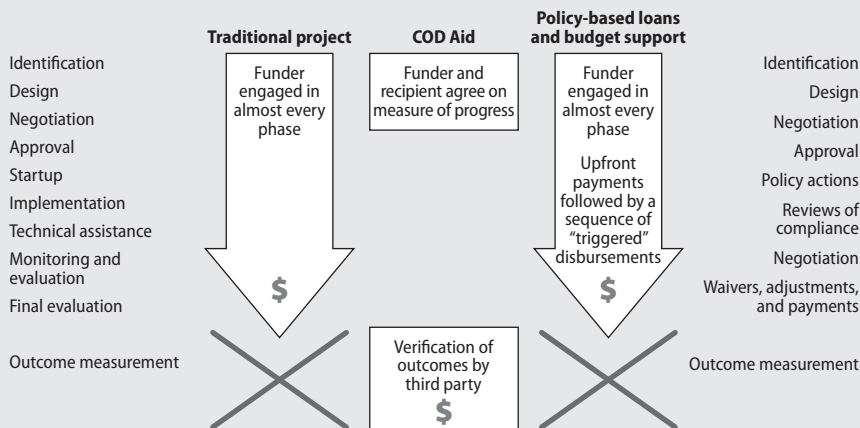 Traditional project
COD Aid
Policy-based loans
and budget support
Identification
Design
Negotiation
Approval
Startup
Implementation
Technical assistance
Monitoring and
evaluation
Final evaluation
Outcome measurement
Funder
engaged in
almost every
phase
$
Funder and
recipient agree on
measure of progress
Verification of
outcomes by
third party
$
Funder
engaged in
almost every
phase
Upfront
payments
followed by a
sequence of
“triggered”
disbursements
$
Identification
Design
Negotiation
Approval
Policy actions
Reviews of
compliance
Negotiation
Waivers, adjustments,
and payments
Outcome measurement